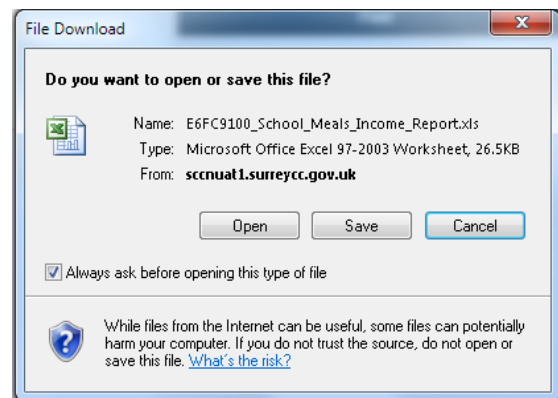 File Download
Do you want to open or save this file?
Name: E6FC9100_School_Meals_Income_Report.xls
Type: Microsoft Office Excel 97-2003 Worksheet, 26.5KB
From: sccnuat1.surreycc.gov.uk
Open Save Cancel
Always ask before opening this type of file
While files from the Internet can be useful, some files can potentially
harm your computer. If you do not trust the source, do not open or
save this file. What's the risk?